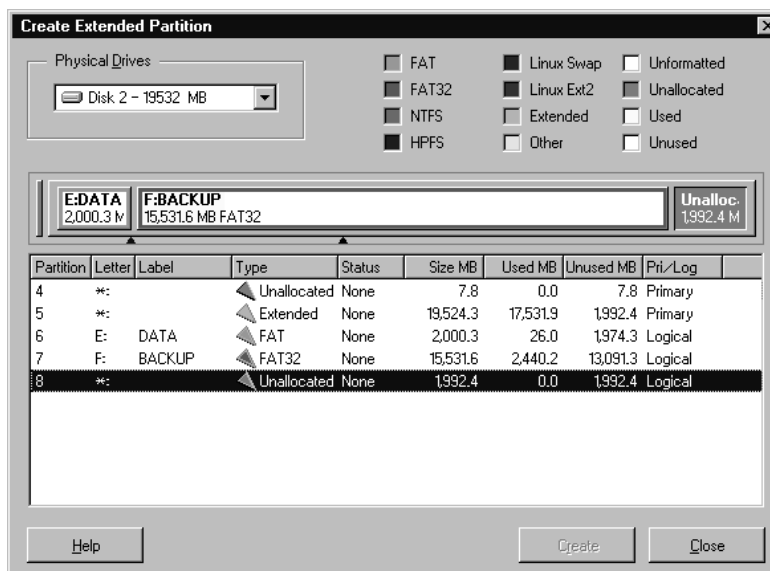 Create Extended Partition
Physical Drives
Disk 2 - 19532 MB
FAT Linux Swap Unformatted
FAT32 Linux Ext2 Unallocated
NTFS Extended Used
HPFS Other Unused
E:DATA F:BACKUP Unalloc.
2,000.3 M 15,531.6 MB FAT32 1,992.4 M
Partition Letter Label Type Status Size MB Used MB Unused MB Pri/Log
4 *: Unallocated None 7.8 0.0 7.8 Primary
5 *: Extended None 19,524.3 17,531.9 1,992.4 Primary
6 E: DATA FAT None 2,000.3 26.0 1,974.3 Logical
7 F: BACKUP FAT32 None 15,531.6 2,440.2 13,091.3 Logical
8 *: Unallocated None 1,992.4 0.0 1,992.4 Logical
Help Create Close